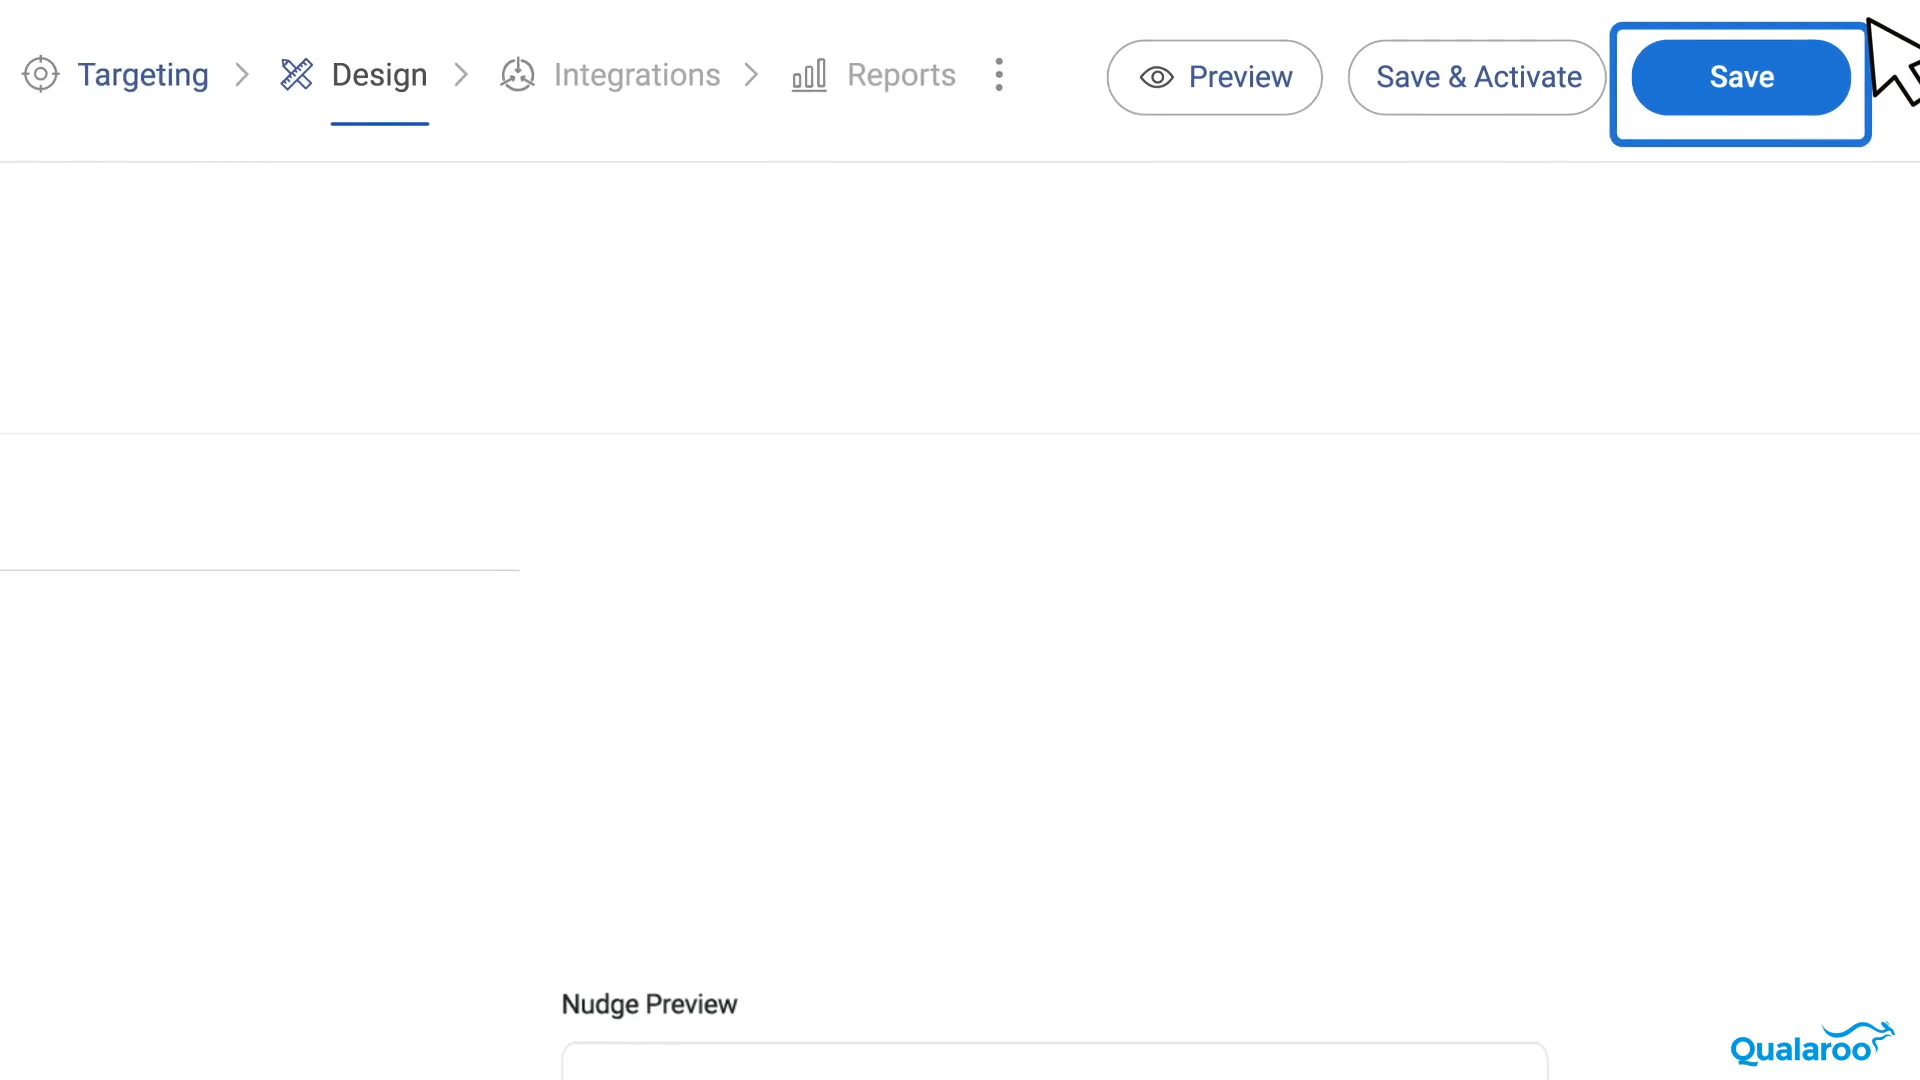 Targeting
Design
Integrations
Reports
Preview
Save & Activate
Save
Nudge Preview
Qualaroo